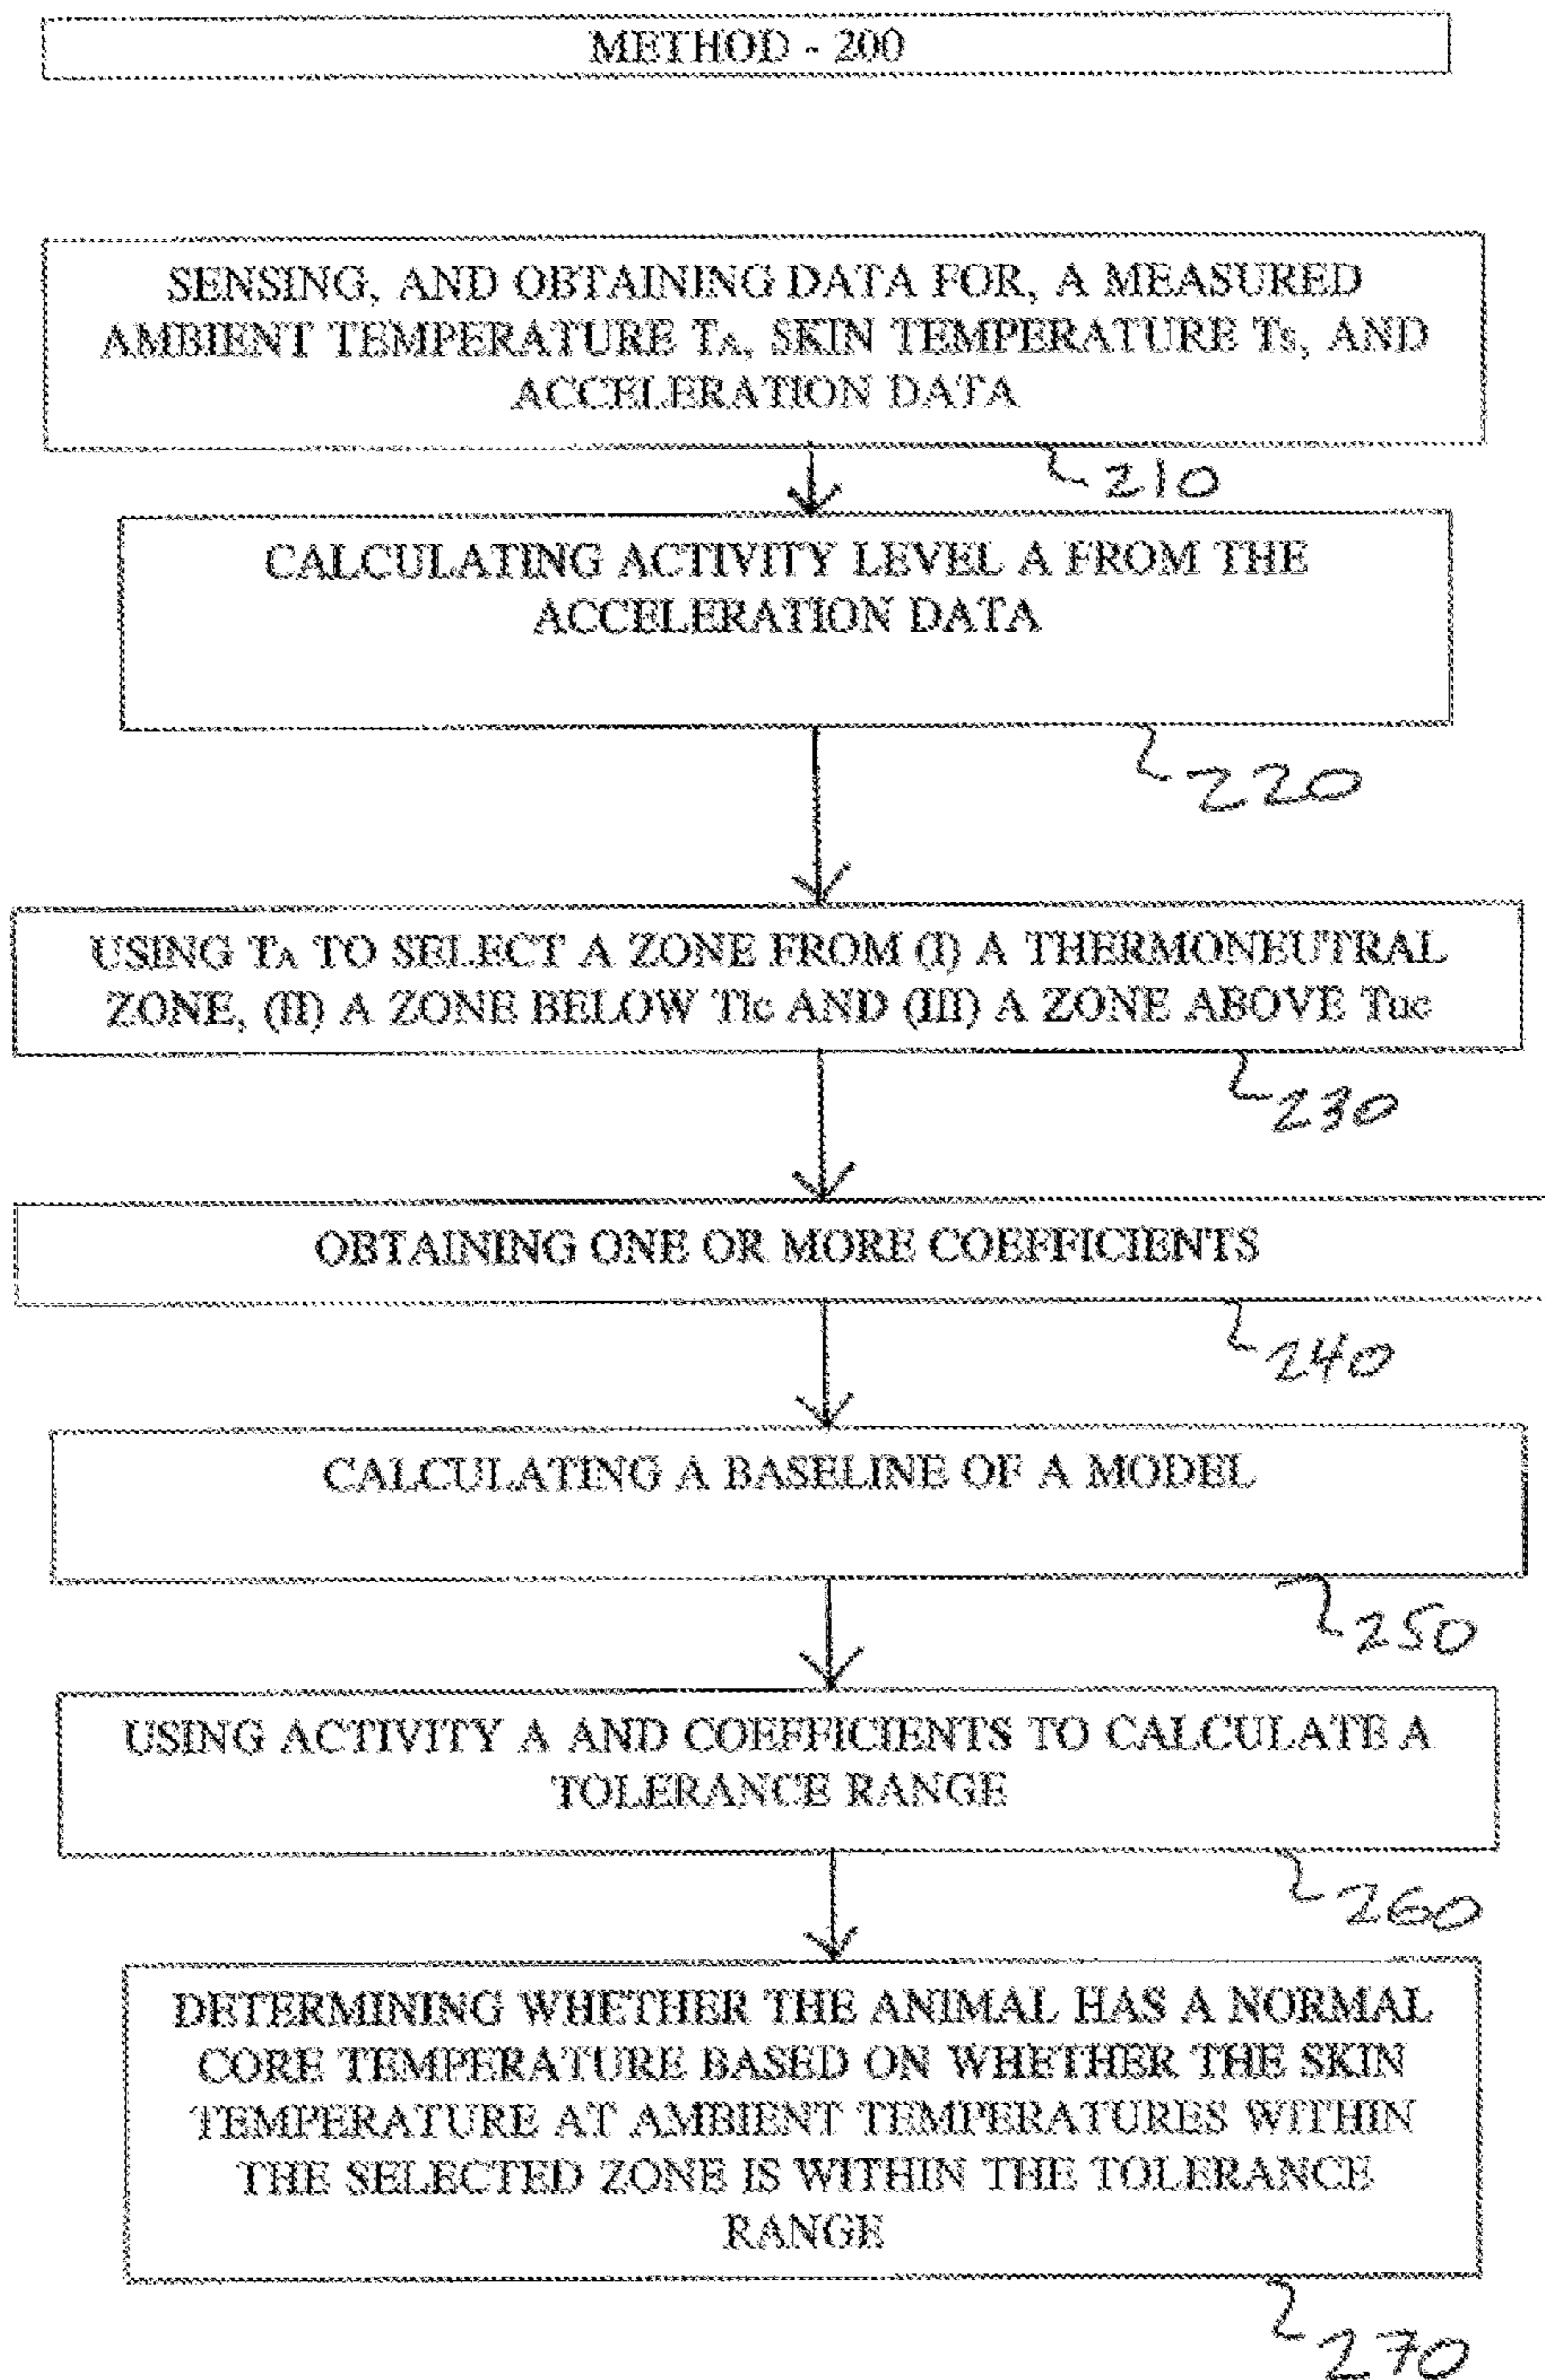 METHOD - 200
SENSING, AND OBTAINING DATA FOR, A MEASURED
AMBIENT TEMPERATURE TA, SKIN TEMPERATURE TS, AND
ACCELERATION DATA
210
CALCULATING ACTIVITY LEVEL A FROM THE
ACCELERATION DATA
220
USING TA TO SELECT A ZONE FROM (I) A THERMONEUTRAL
ZONE, (II) A ZONE BELOW Tlc AND (III) A ZONE ABOVE Tuc
230
OBTAINING ONE OR MORE COEFFICIENTS
240
CALCULATING A BASELINE OF A MODEL
250
USING ACTIVITY A AND COEFFICIENTS TO CALCULATE A
TOLERANCE RANGE
260
DETERMINING WHETHER THE ANIMAL HAS A NORMAL
CORE TEMPERATURE BASED ON WHETHER THE SKIN
TEMPERATURE AT AMBIENT TEMPERATURES WITHIN
THE SELECTED ZONE IS WITHIN THE TOLERANCE
RANGE
270